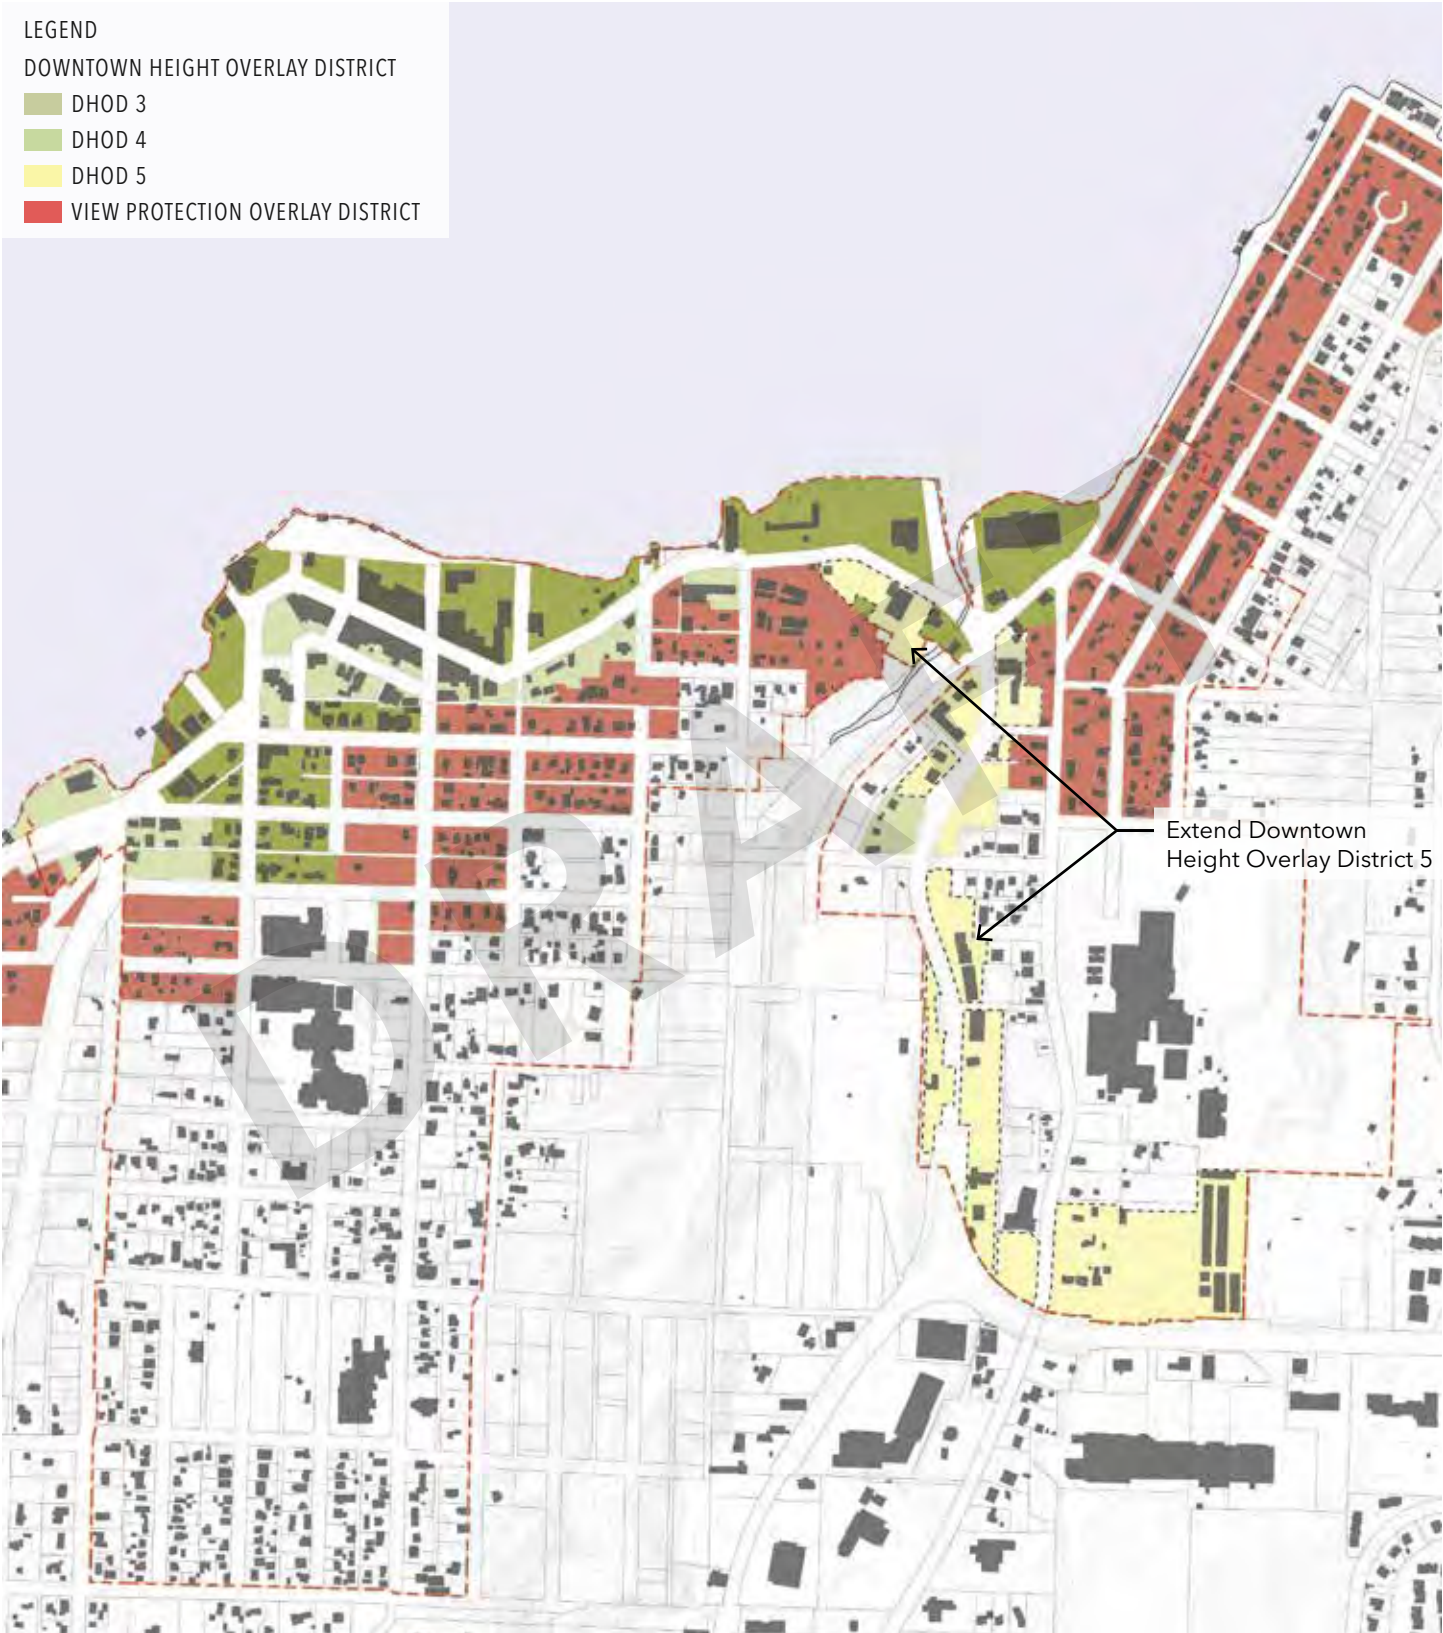 LEGEND
DOWNTOWN HEIGHT OVERLAY DISTRICT
DHOD 3
DHOD 4
DHOD 5
VIEW PROTECTION OVERLAY DISTRICT
DRAFT
Extend Downtown
Height Overlay District 5